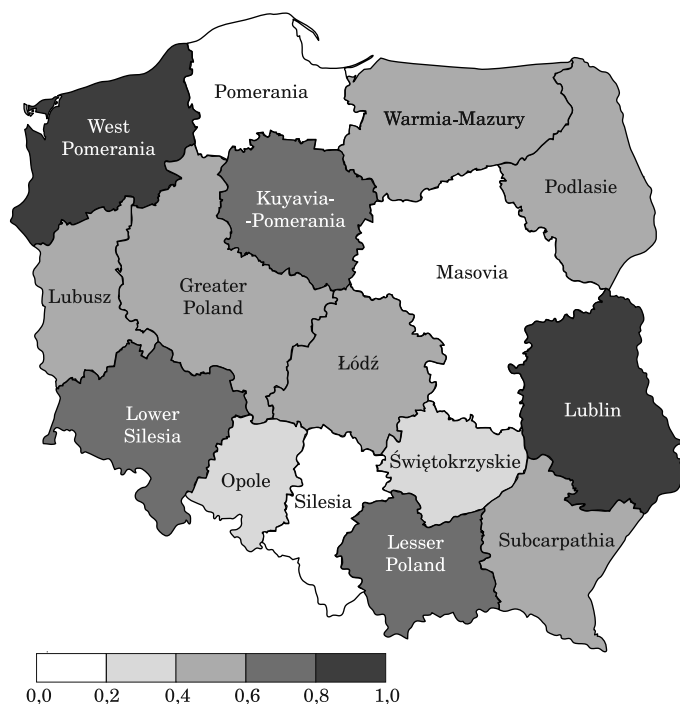 Pomerania
West
Pomerania
Warmia-Mazury
Podlasie
Kuyavia-
-Pomerania
Masovia
Lubusz
Greater
Poland
Łódź
Lower
Silesia
Lublin
Opole
Silesia
Świętokrzyskie
Lesser
Poland
Subcarpathia
0,0 0,2 0,4 0,6 0,8 1,0